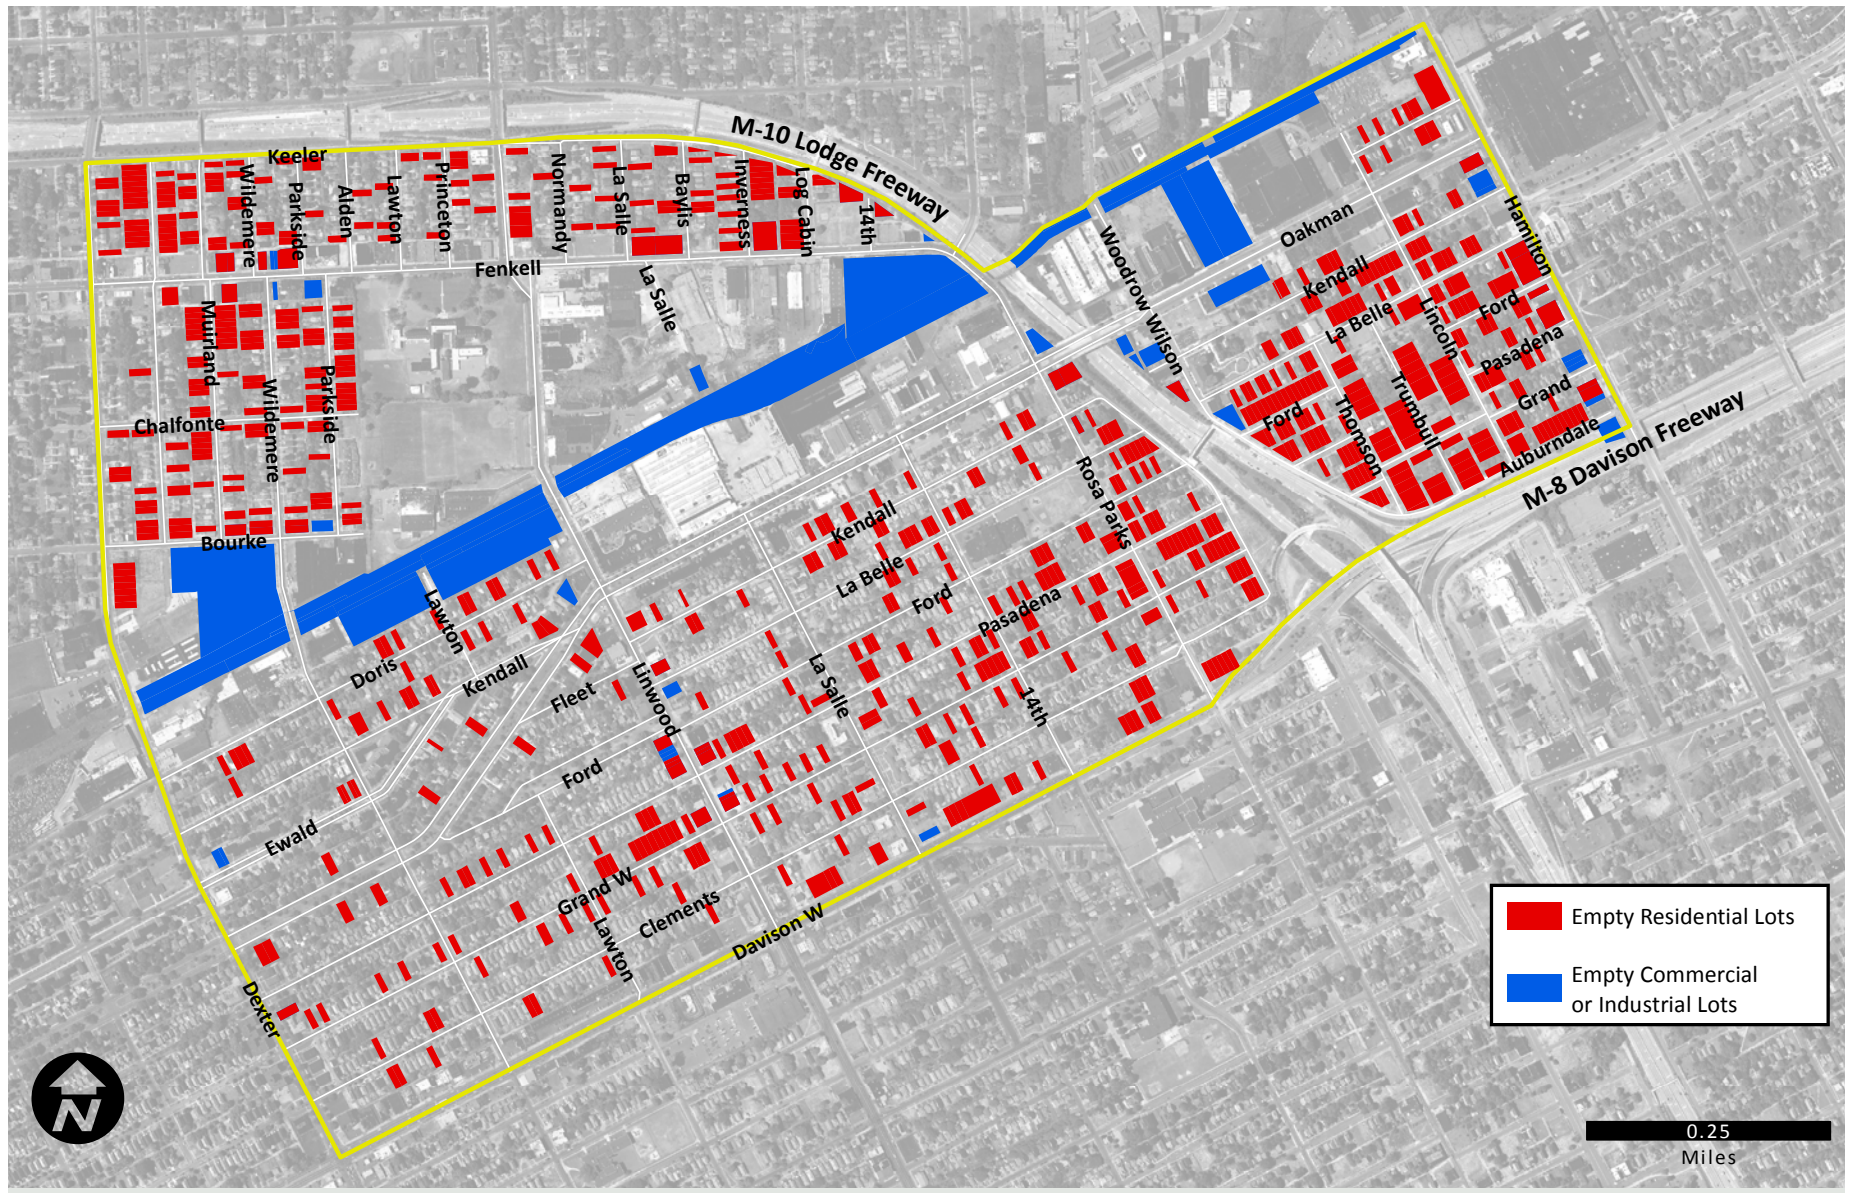 M-10 Lodge Freeway
Keeler
Wildemere
Parkside
Alden
Lawton
Princeton
Normandy
La Salle
Baylis
Inverness
Log Cabin
14th
Fenkell
La Salle
Woodrow Wilson
Oakman
Hamilton
Kendall
La Belle
Lincoln
Ford
Pasadena
Grand
Trumbull
Thomson
Ford
Auburndale
M-8 Davison Freeway
Muirland
Wildemere
Parkside
Chalfonte
Bourke
Rosa Parks
Kendall
La Belle
Ford
Pasadena
Lawton
Doris
Kendall
Fleet
Linwood
La Salle
14th
Ford
Ewald
Grand W
Clements
Lawton
Davison W
Dexter
Empty Residential Lots
Empty Commercial
or Industrial Lots
N
0.25
Miles